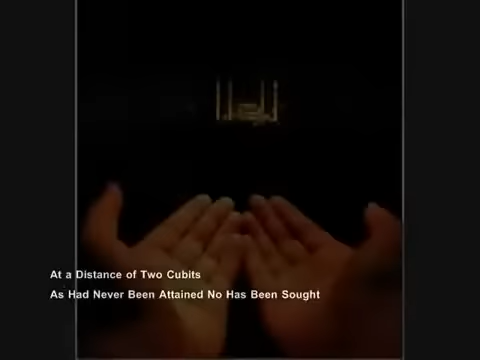 At a Distance of Two Cubits
As Had Never Been Attained No Has Been Sought